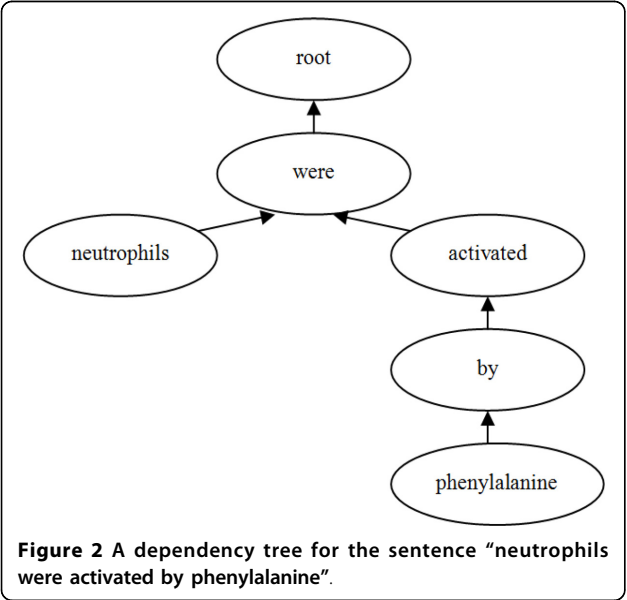 root
were
neutrophils
activated
by
phenylalanine
Figure 2 A dependency tree for the sentence “neutrophils
were activated by phenylalanine”.